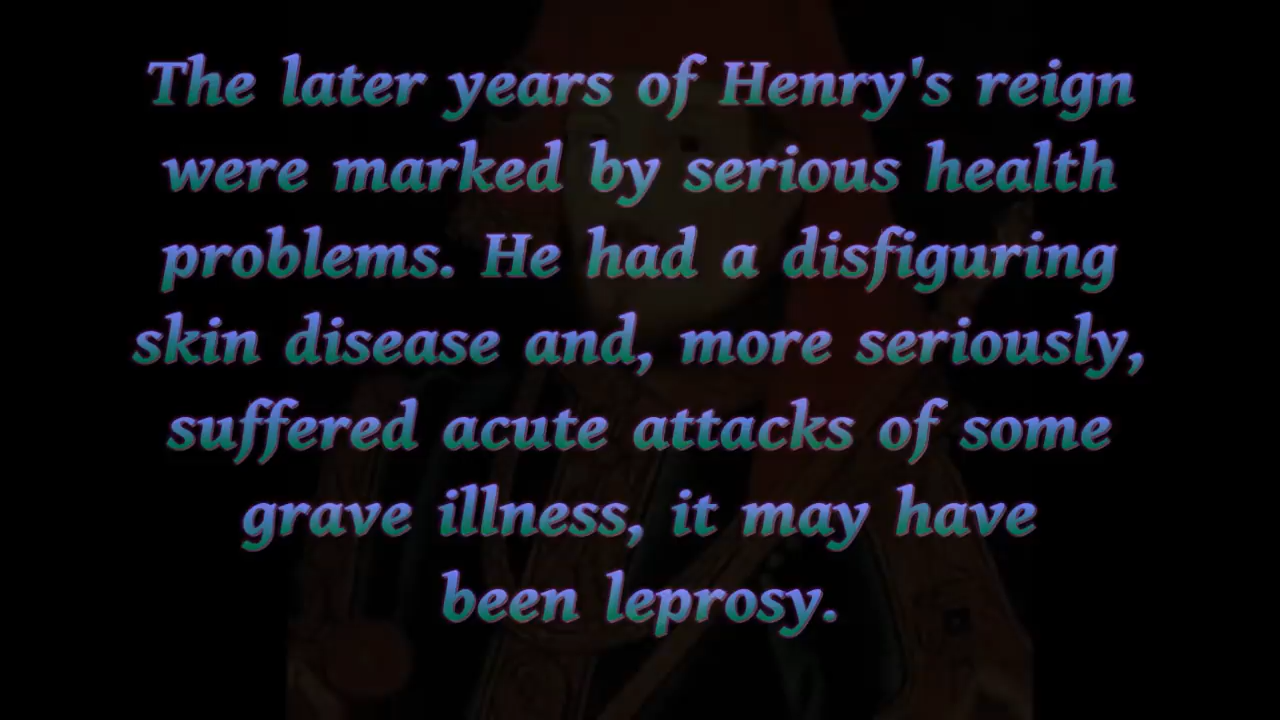 The later years of Henry's reign
were marked by serious health
problems. He had a disfiguring
skin disease and, more seriously,
suffered acute attacks of some
grave illness, it may have
been leprosy.